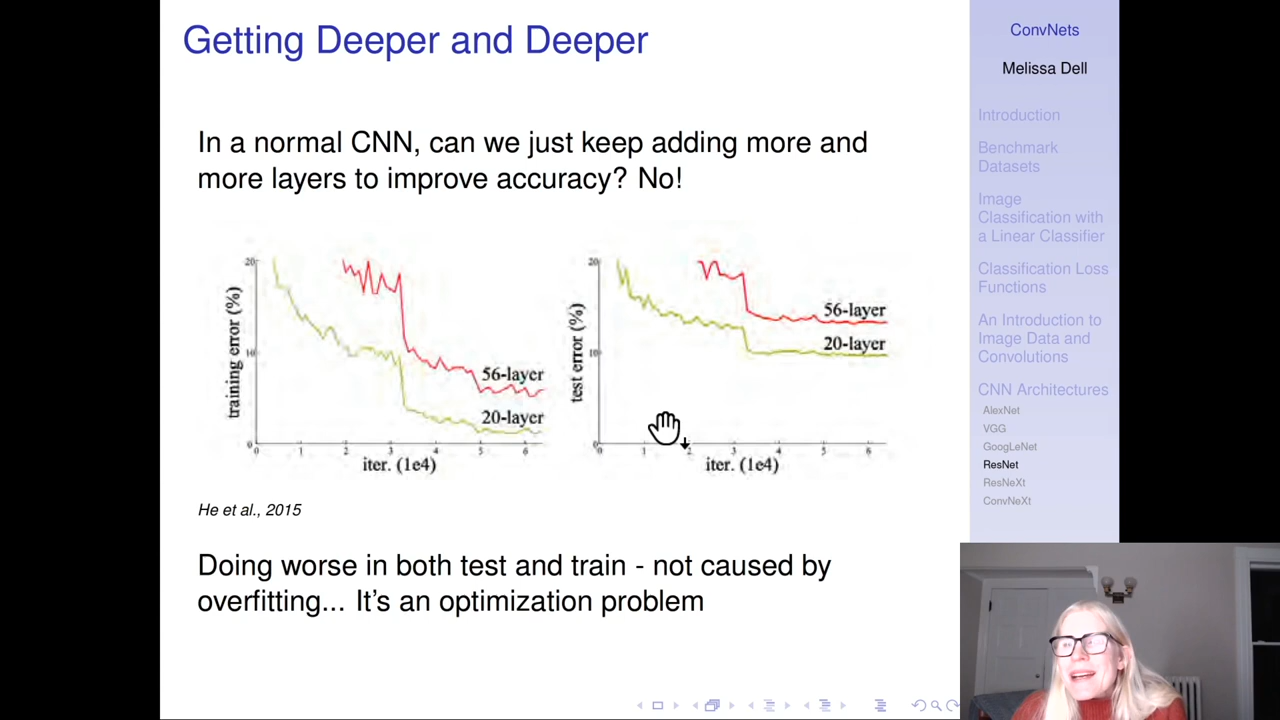 Getting Deeper and Deeper
In a normal CNN, can we just keep adding more and
more layers to improve accuracy? No!
20
10
0
training error (%)
56-layer
20-layer
0 1 2 3 4 5 6
iter. (1e4)
20
10
0
test error (%)
56-layer
20-layer
0 1 2 3 4 5 6
iter. (1e4)
He et al., 2015
Doing worse in both test and train - not caused by
overfitting... It's an optimization problem
ConvNets
Melissa Dell
Introduction
Benchmark
Datasets
Image
Classification with
a Linear Classifier
Classification Loss
Functions
An Introduction to
Image Data and
Convolutions
CNN Architectures
AlexNet
VGG
GoogLeNet
ResNet
ResNeXt
ConvNeXt